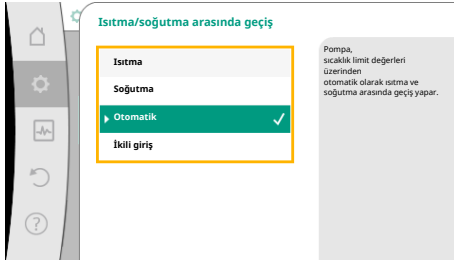 Isıtma/soğutma arasında geçiş
Isıtma
Soğutma
Otomatik
İkili giriş
Pompa,
sıcaklık limit değerleri
üzerinden
otomatik olarak ısıtma ve
soğutma arasında geçiş yapar.